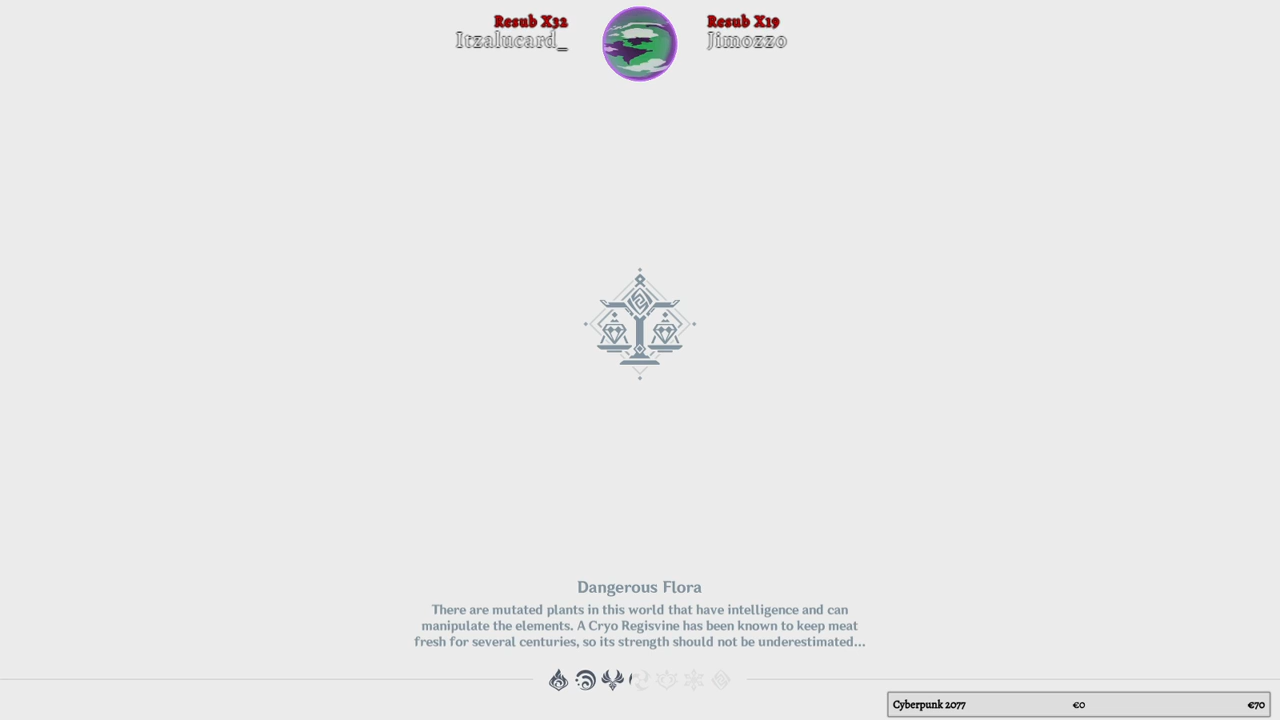 Resub X32
Itzalucard_
Resub X19
Jimozzo
Dangerous Flora
There are mutated plants in this world that have intelligence and can
manipulate the elements. A Cryo Regisvine has been known to keep meat
fresh for several centuries, so its strength should not be underestimated...
Cyberpunk 2077 €0 €70